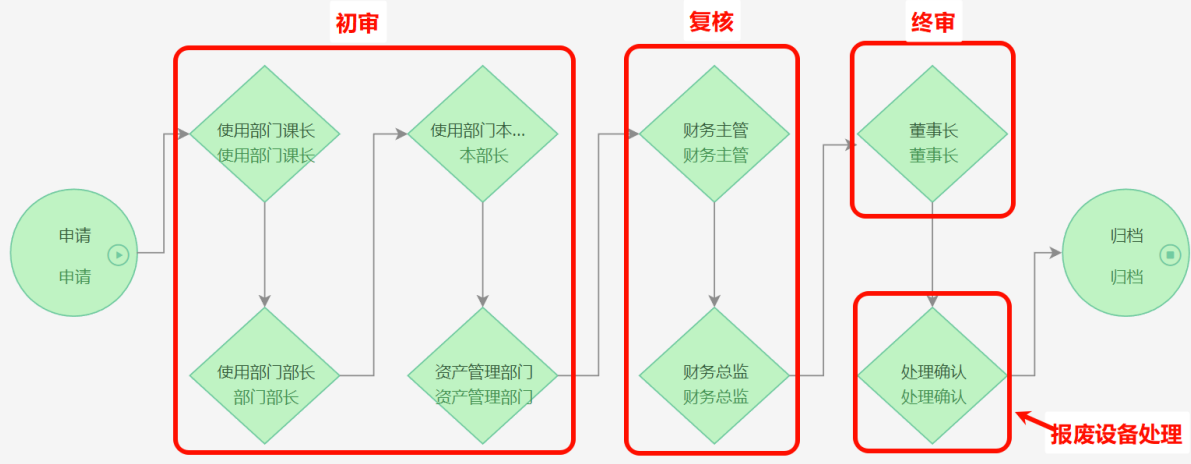 初审
复核
终审
申请
申请
使用部门课长
使用部门课长
使用部门部长
部门部长
使用部门本...
本部长
资产管理部门
资产管理部门
财务主管
财务主管
财务总监
财务总监
董事长
董事长
处理确认
处理确认
报废设备处理
归档
归档